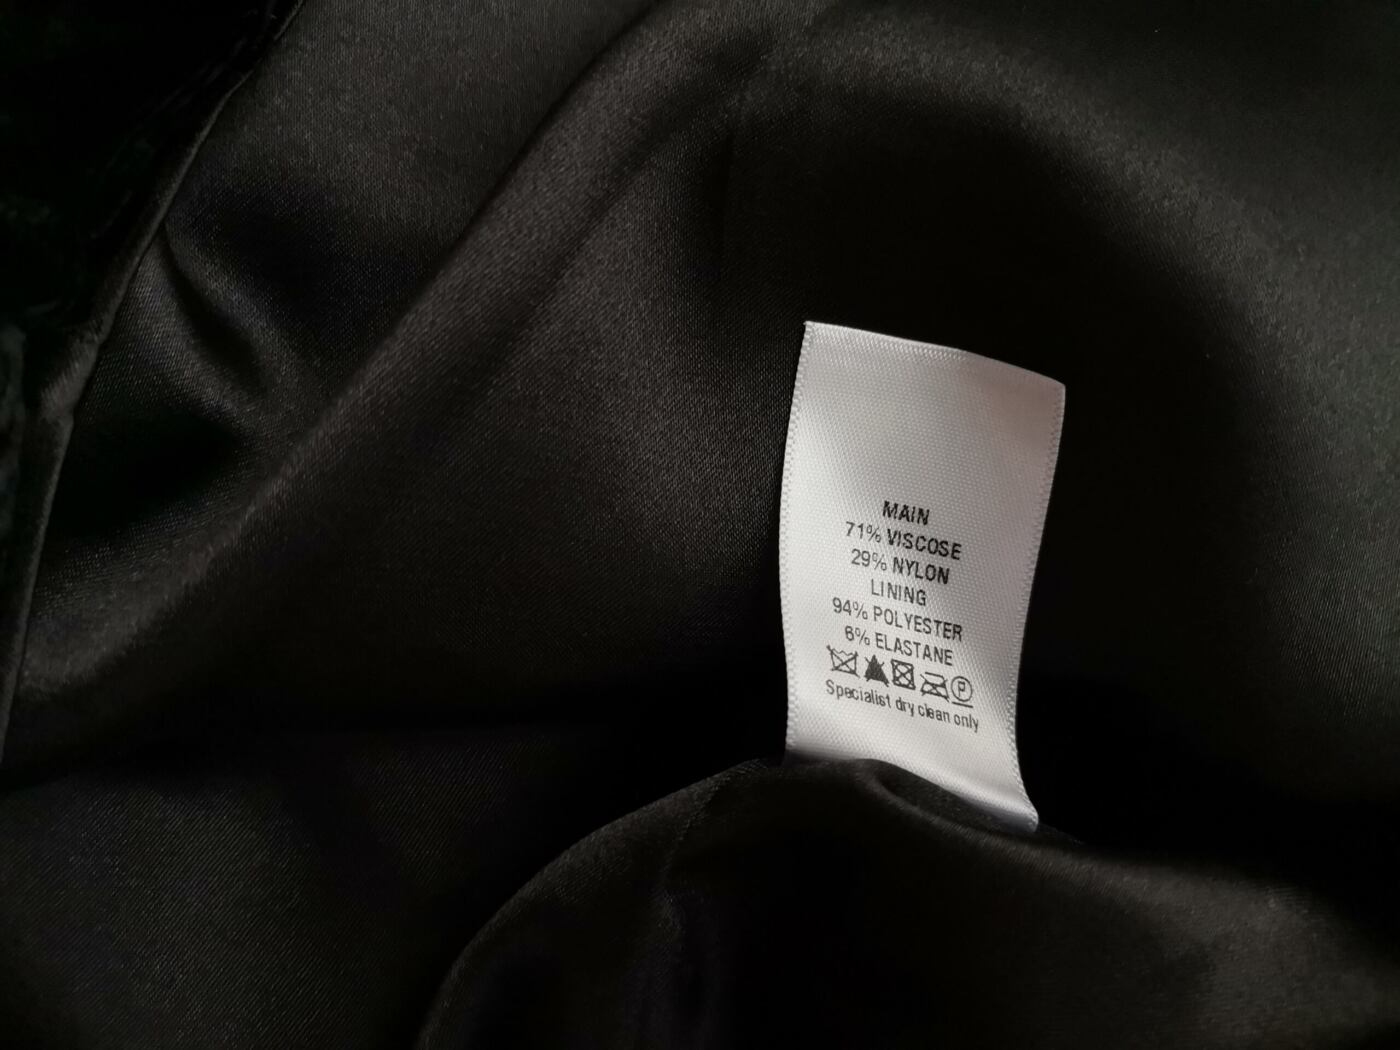 MAIN
71% VISCOSE
29% NYLON
LINING
94% POLYESTER
6% ELASTANE
P
Specialist dry clean only